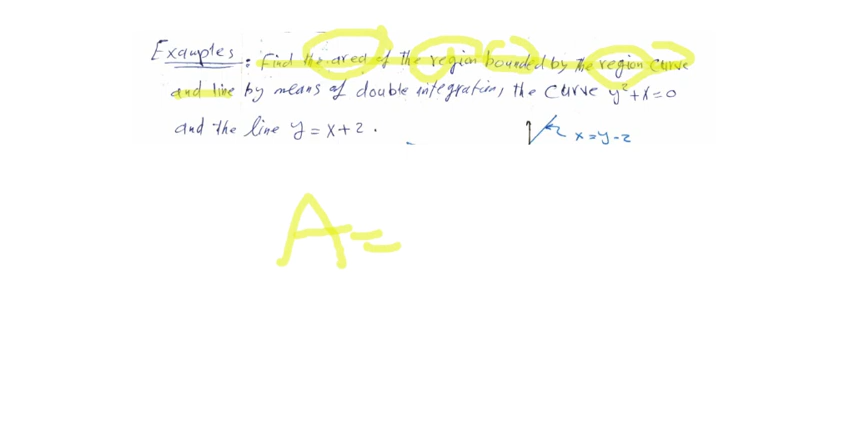 Examples: Find the area of the region bounded by the region curve
and line by means of double integration, the curve y²+x=0
and the line y = x+2.
x=y-2
A=